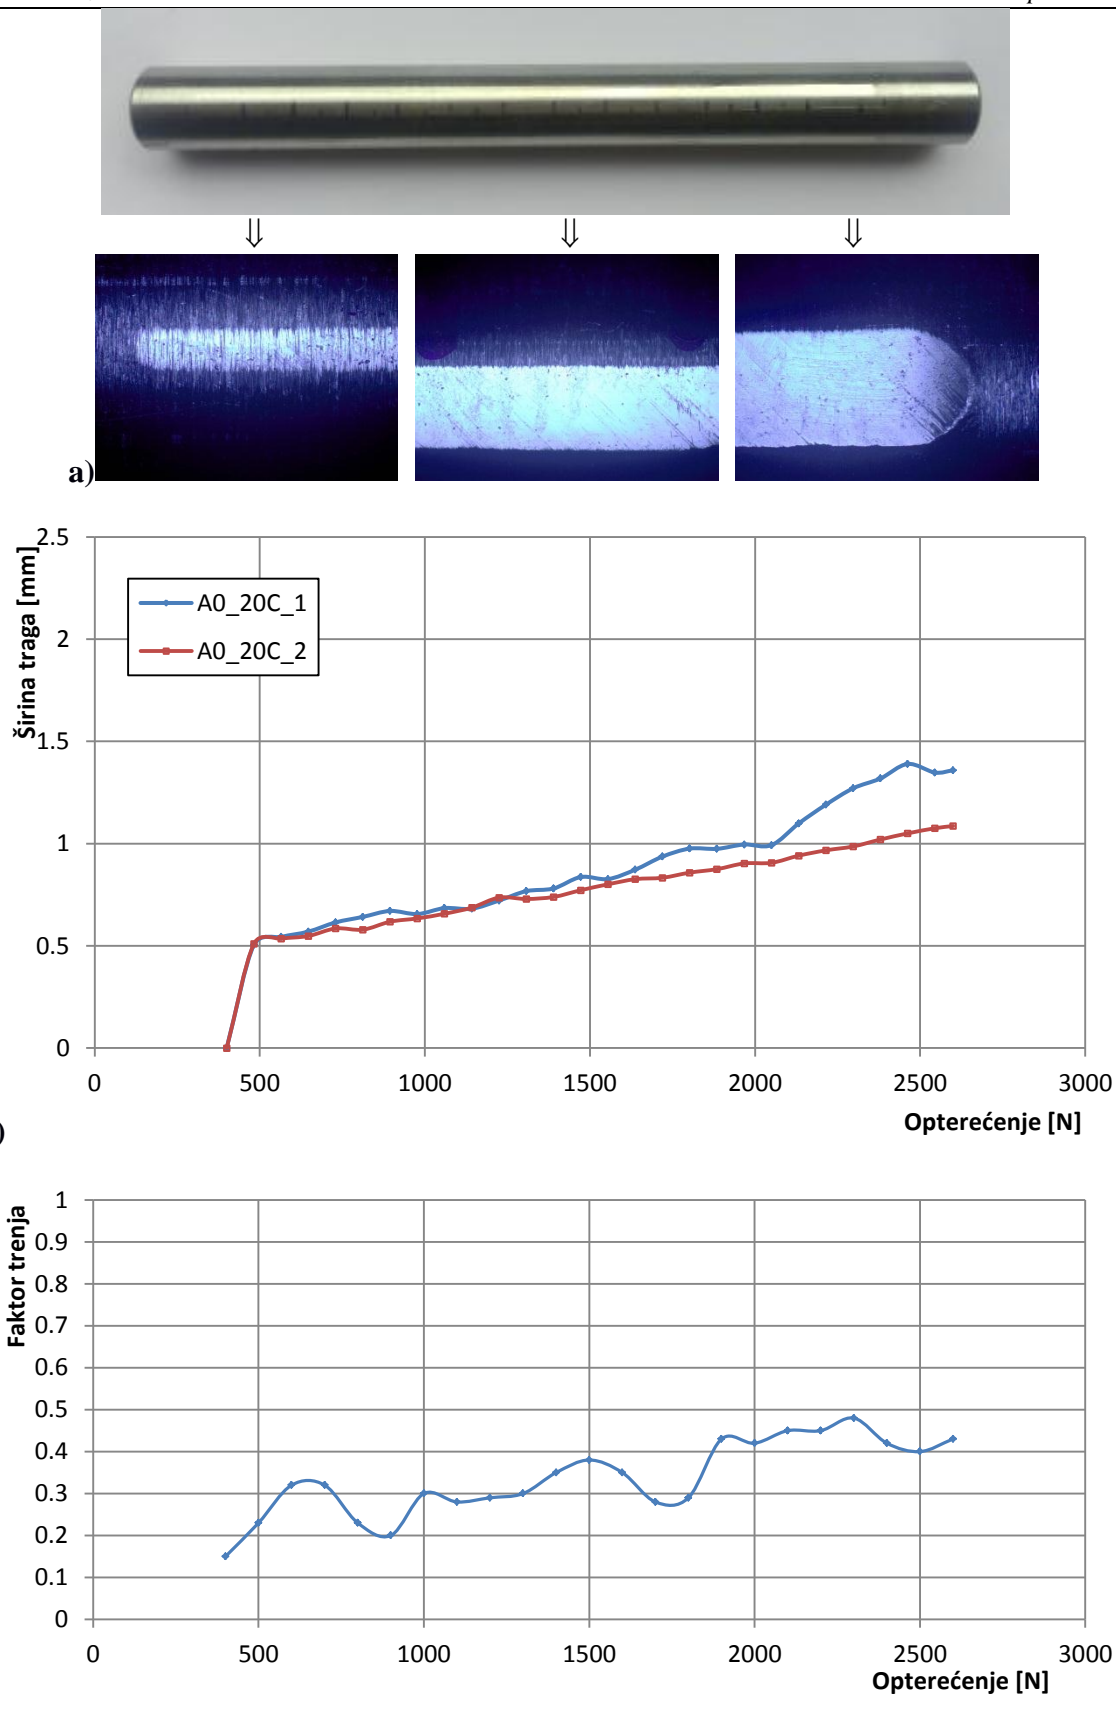 ⇓ ⇓ ⇓
a)
Širina traga [mm]
2.5
2
1.5
1
0.5
0
A0_20C_1
A0_20C_2
0 500 1000 1500 2000 2500 3000
Opterećenje [N]
)
Faktor trenja
1
0.9
0.8
0.7
0.6
0.5
0.4
0.3
0.2
0.1
0
0 500 1000 1500 2000 2500 3000
Opterećenje [N]